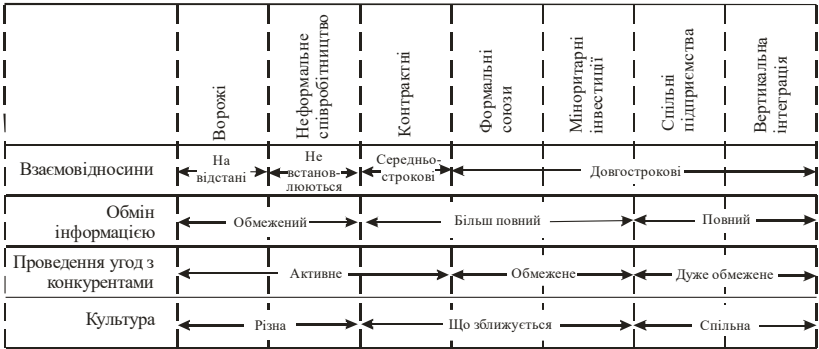 Ворожі
Неформальне
співробітництво
Контрактні
Формальні
союзи
Міноритарні
інвестиції
Спільні
підприємства
Вертикальна
інтеграція
Взаємовідносини
На
відстані
Не
встанов-
люються
Середньо-
строкові
Довгострокові
Обмін
інформацією
Обмежений
Більш повний
Повний
Проведення угод з
конкурентами
Активне
Обмежене
Дуже обмежене
Культура
Різна
Що зближується
Спільна